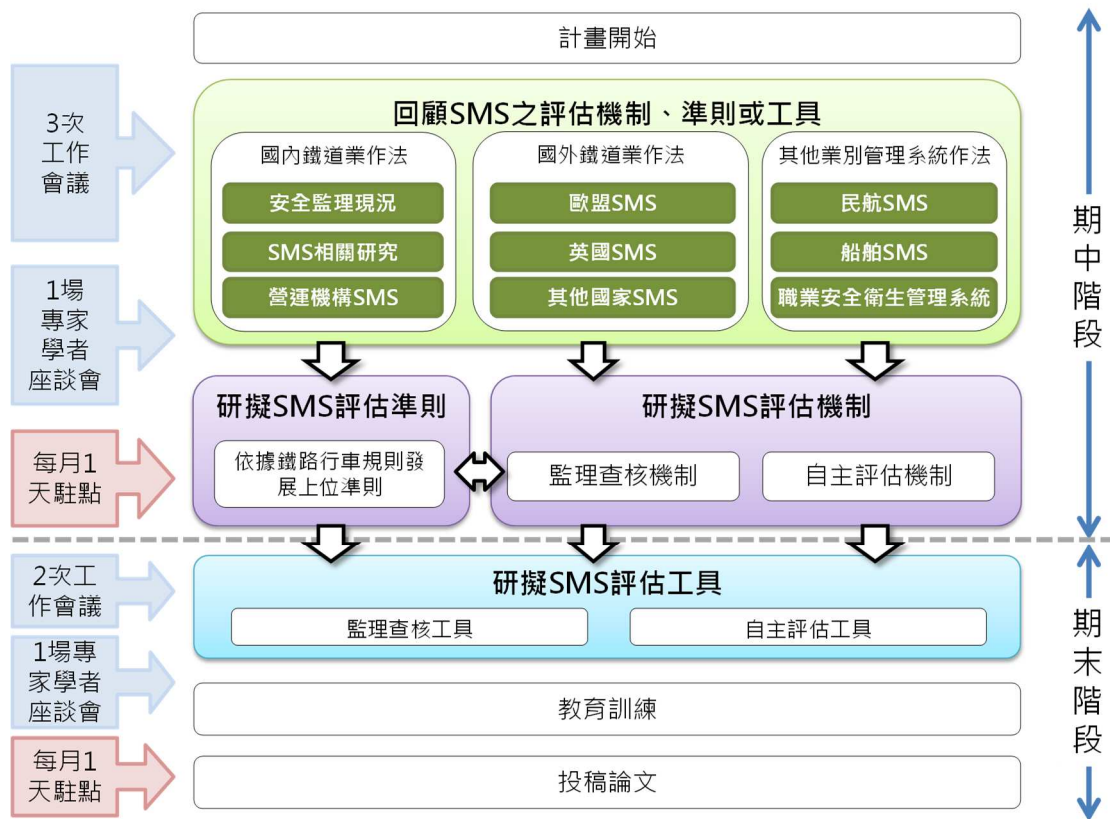 計畫開始
3次
工作
會議
回顧SMS之評估機制、準則或工具
國內鐵道業作法
安全監理現況
SMS相關研究
營運機構SMS
國外鐵道業作法
歐盟SMS
英國SMS
其他國家SMS
其他業別管理系統作法
民航SMS
船舶SMS
職業安全衛生管理系統
1場
專家
學者
座談會
研擬SMS評估準則
依據鐵路行車規則發
展上位準則
研擬SMS評估機制
監理查核機制
自主評估機制
每月1
天駐點
期中階段
2次工
作會議
研擬SMS評估工具
監理查核工具
自主評估工具
1場專
家學者
座談會
教育訓練
每月1
天駐點
投稿論文
期末階段